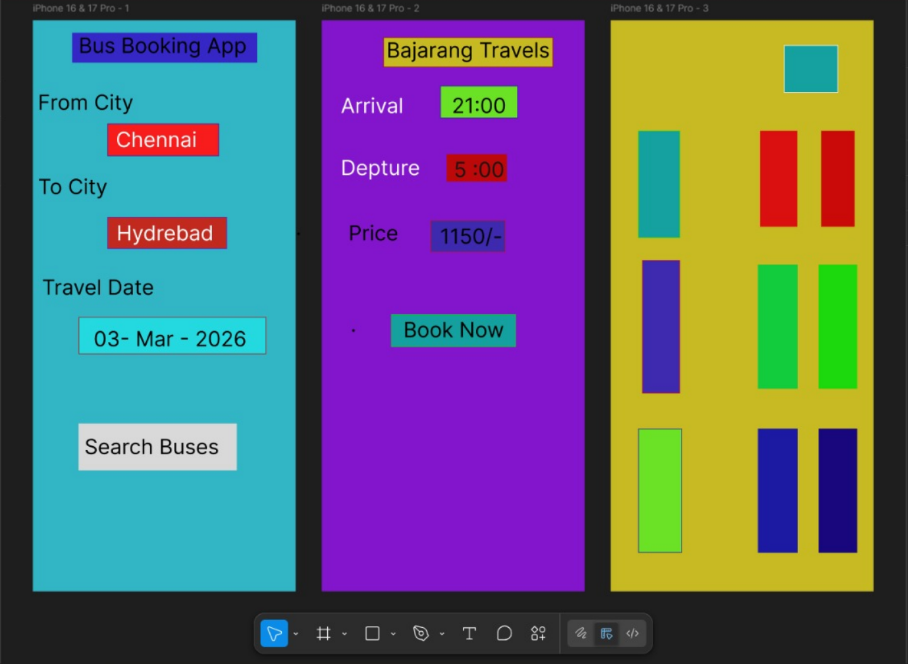 iPhone 16 & 17 Pro - 1
Bus Booking App
From City
Chennai
To City
Hydrebad
Travel Date
03- Mar - 2026
Search Buses
iPhone 16 & 17 Pro - 2
Bajarang Travels
Arrival
21:00
Depture
5 :00
Price
1150/-
Book Now
iPhone 16 & 17 Pro - 3